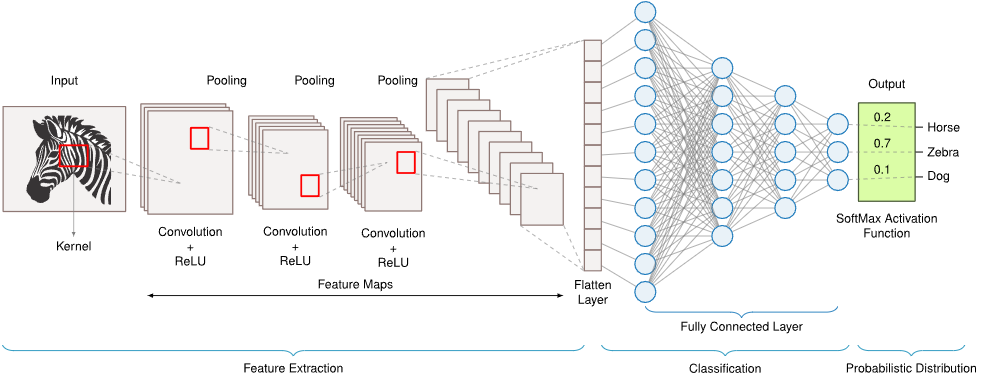 Input
Pooling
Pooling
Pooling
Output
0.2
Horse
0.7
Zebra
0.1
Dog
Kernel
Convolution
+
ReLU
Convolution
+
ReLU
Convolution
+
ReLU
SoftMax Activation
Function
Feature Maps
Flatten
Layer
Fully Connected Layer
Feature Extraction
Classification
Probabilistic Distribution